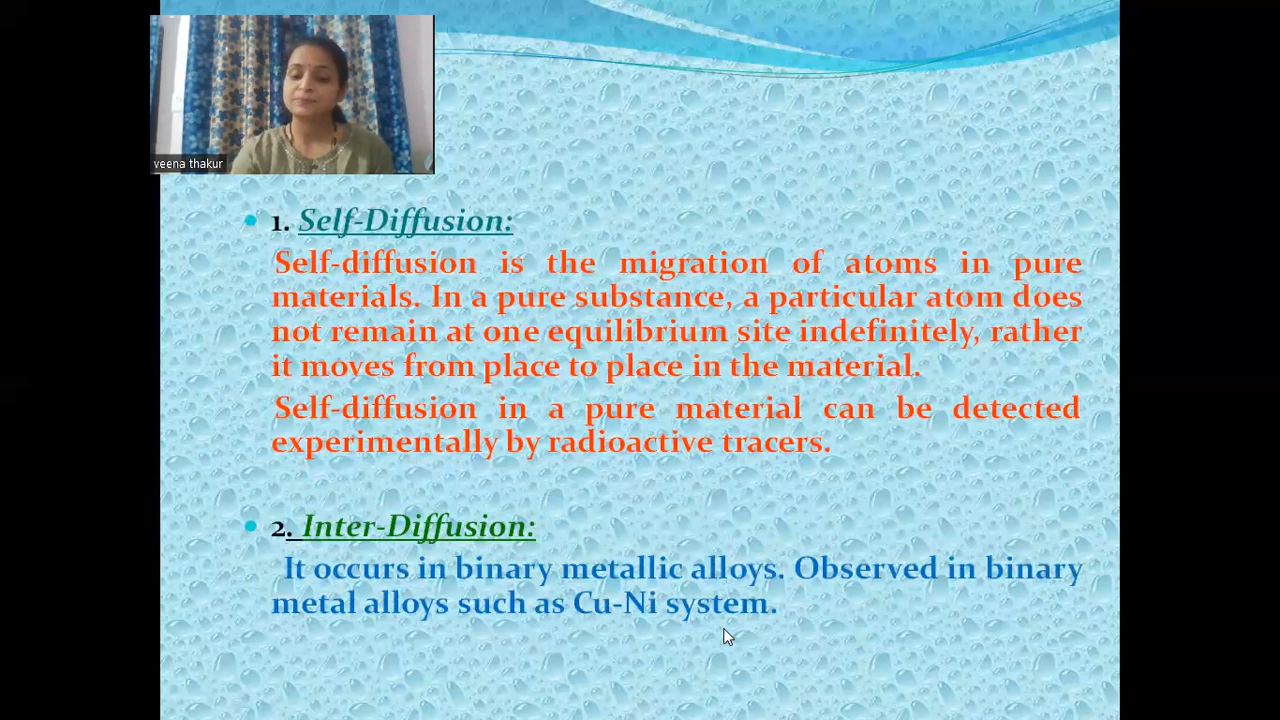 veena thakur
1. Self-Diffusion:
Self-diffusion is the migration of atoms in pure
materials. In a pure substance, a particular atom does
not remain at one equilibrium site indefinitely, rather
it moves from place to place in the material.
Self-diffusion in a pure material can be detected
experimentally by radioactive tracers.
2. Inter-Diffusion:
It occurs in binary metallic alloys. Observed in binary
metal alloys such as Cu-Ni system.